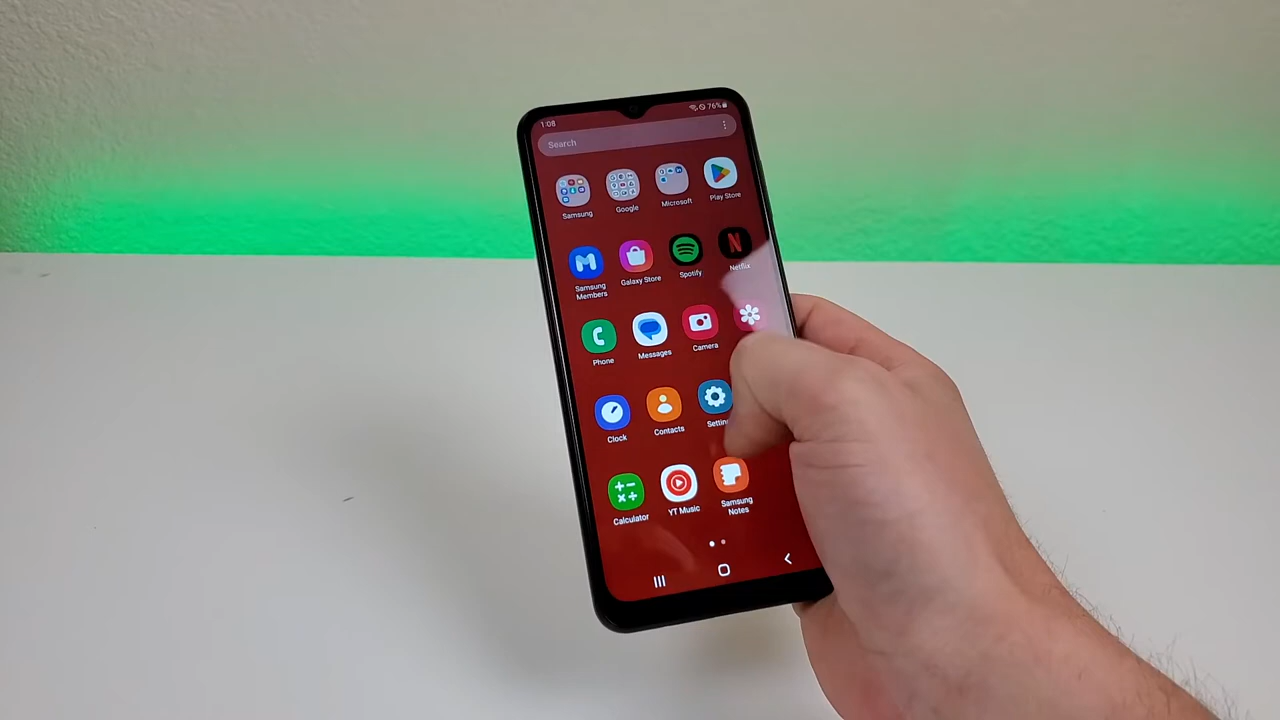 1:08
76%
Search
Samsung
Google
Microsoft
Play Store
Samsung
Members
Galaxy Store
Spotify
Netflix
Phone
Messages
Camera
Clock
Contacts
Settin
Calculator
YT Music
Samsung
Notes